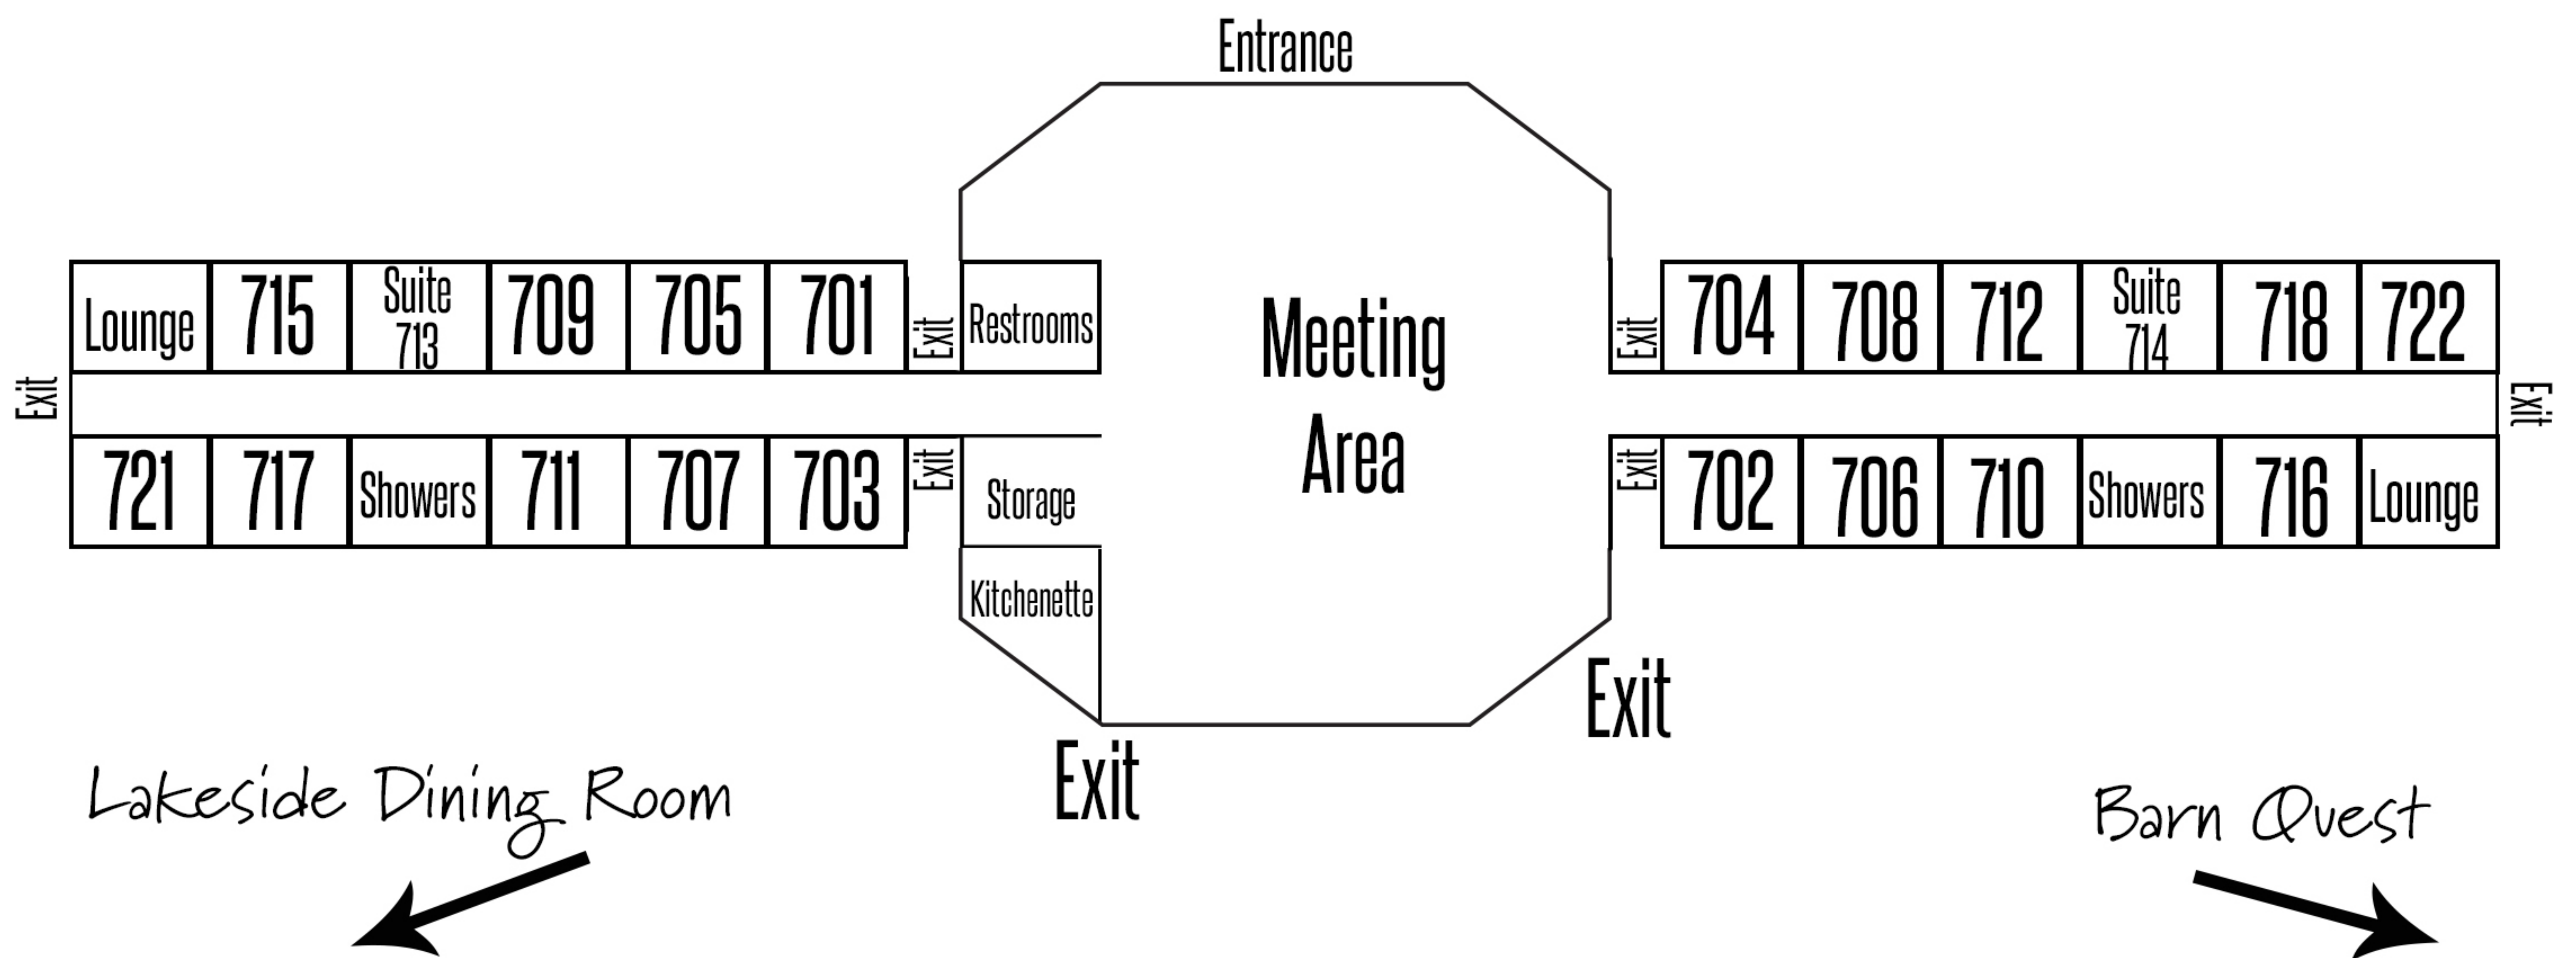 Entrance
Lounge
715
Suite
713
709
705
701
Exit
Restrooms
Meeting
Area
Exit
704
708
712
Suite
714
718
722
Exit
Exit
721
717
Showers
711
707
703
Exit
Storage
Kitchenette
Exit
702
706
710
Showers
716
Lounge
Exit
Exit
Lakeside Dining Room
Barn Quest